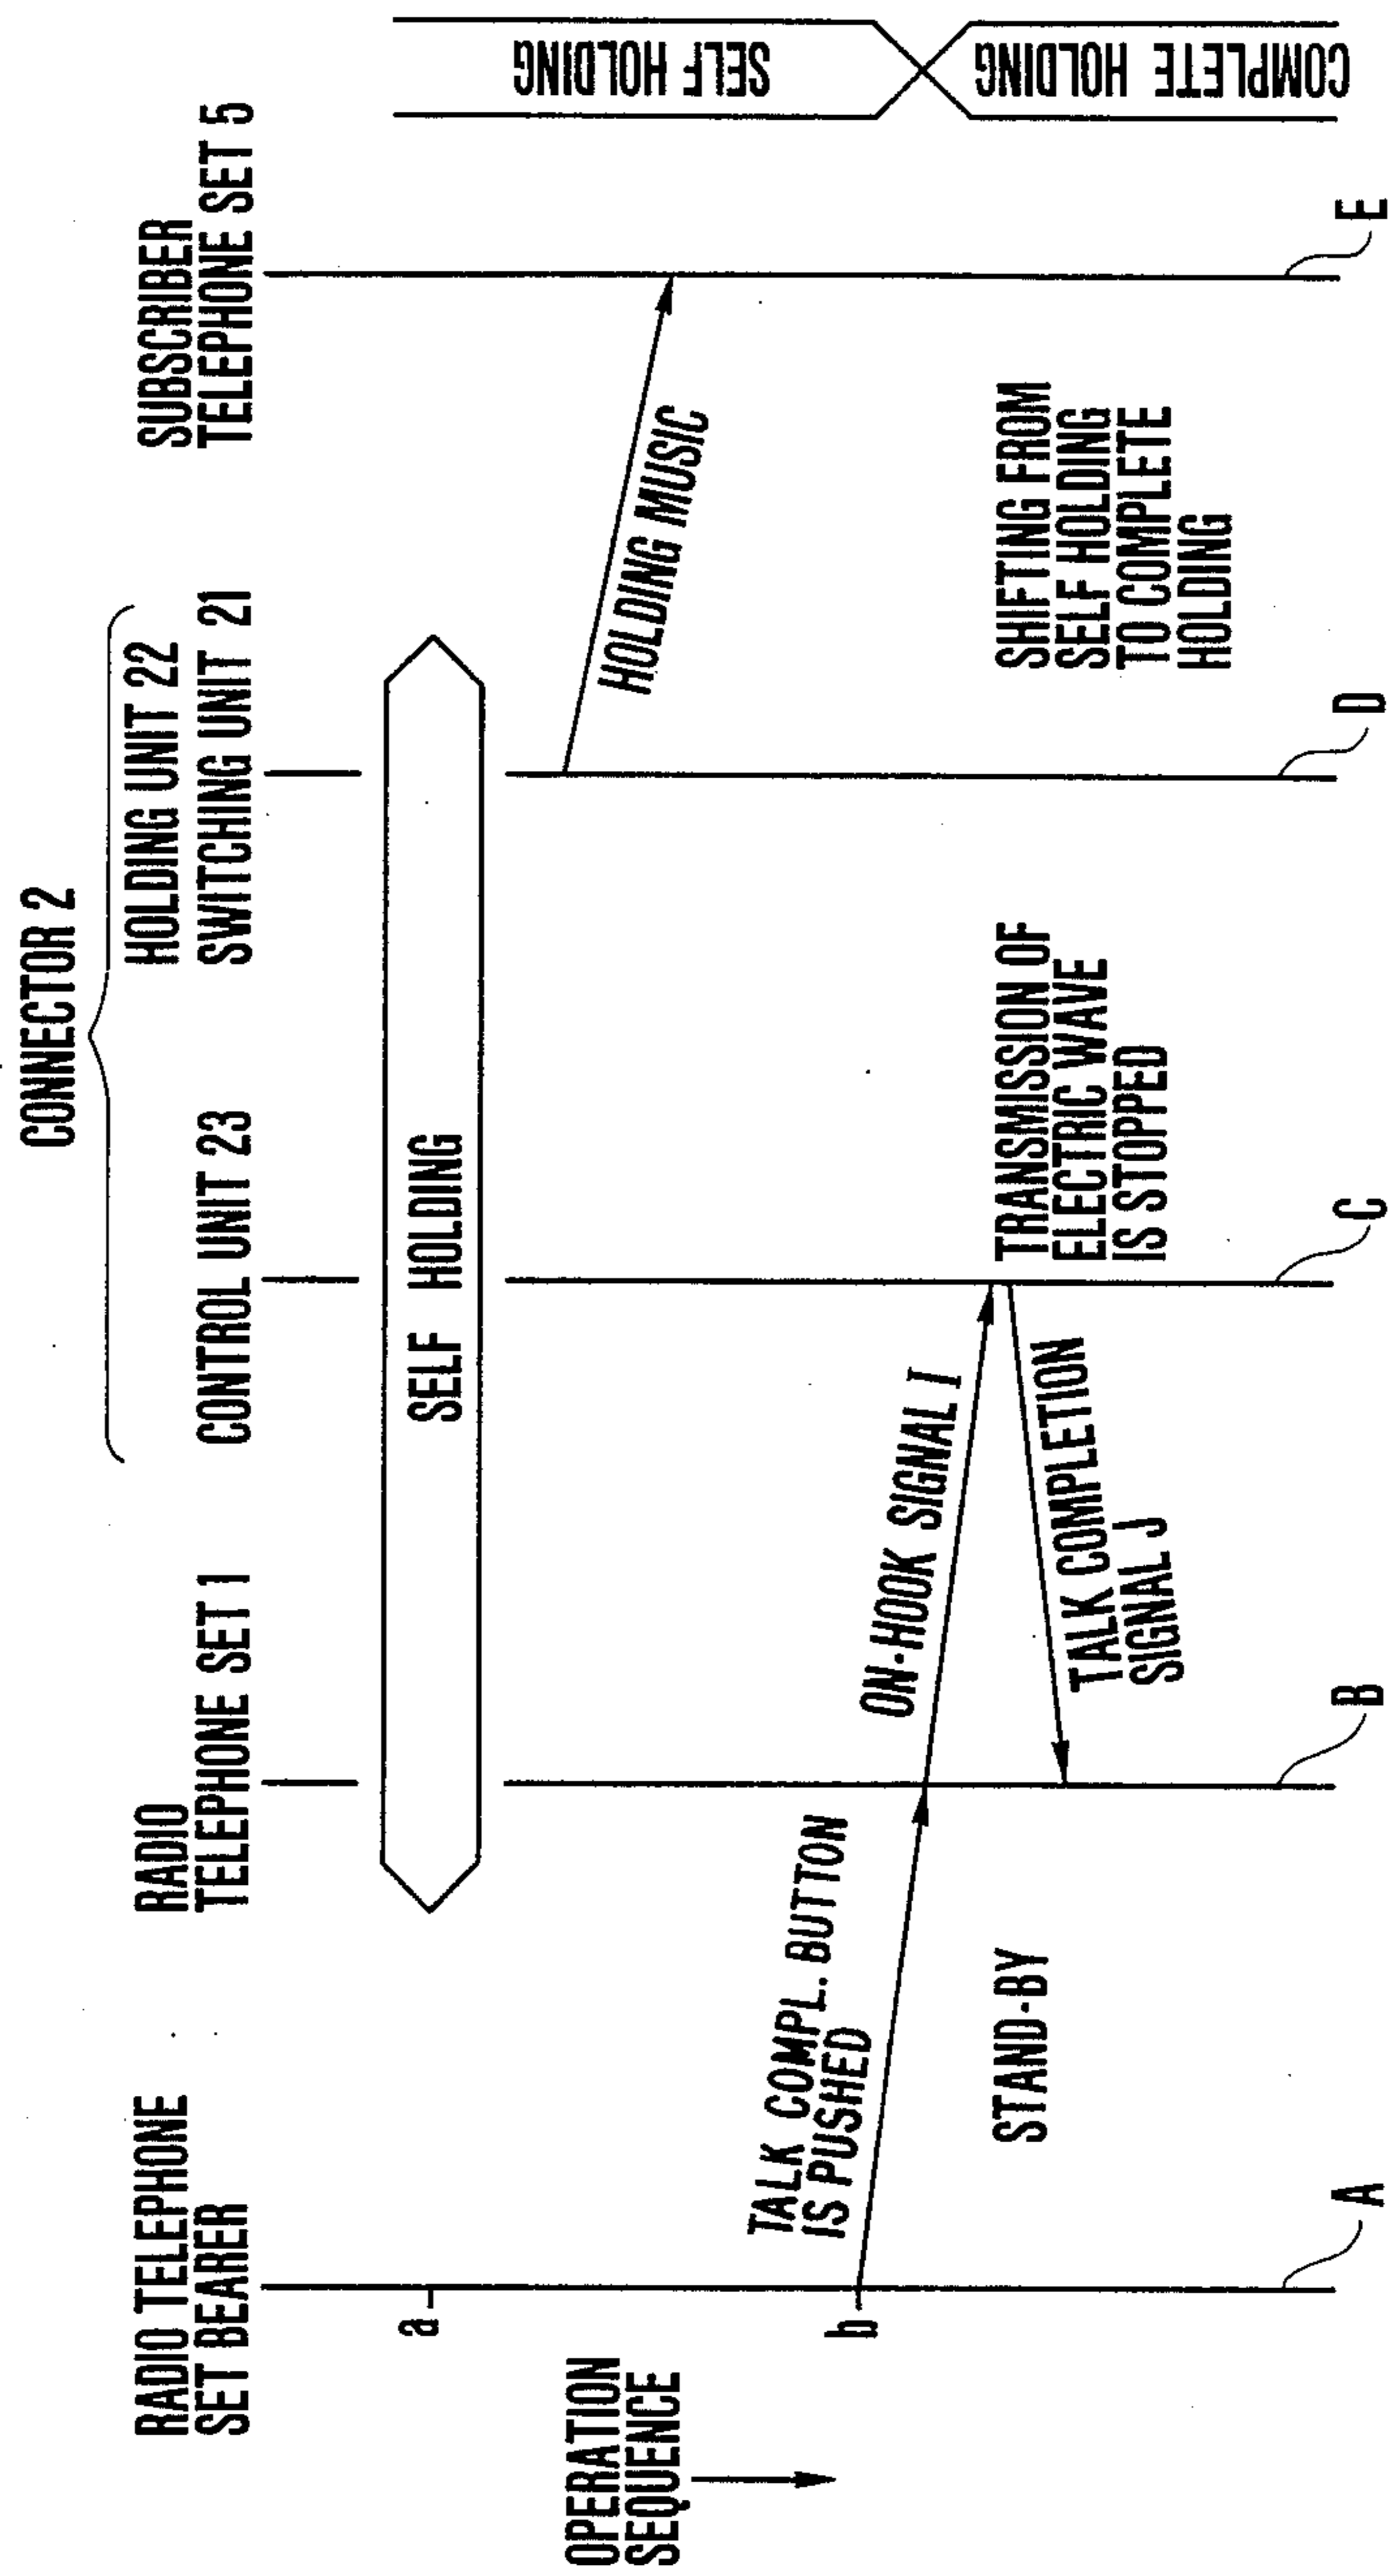 CONNECTOR 2
RADIO TELEPHONE
SET BEARER
RADIO
TELEPHONE SET 1
CONTROL UNIT 23
HOLDING UNIT 22
SWITCHING UNIT 21
SUBSCRIBER
TELEPHONE SET 5
a
SELF HOLDING
SELF HOLDING
OPERATION
SEQUENCE
HOLDING MUSIC
b
TALK COMPL. BUTTON
IS PUSHED
ON-HOOK SIGNAL I
STAND-BY
TALK COMPLETION
SIGNAL J
TRANSMISSION OF
ELECTRIC WAVE
IS STOPPED
SHIFTING FROM
SELF HOLDING
TO COMPLETE
HOLDING
COMPLETE HOLDING
A
B
C
D
E